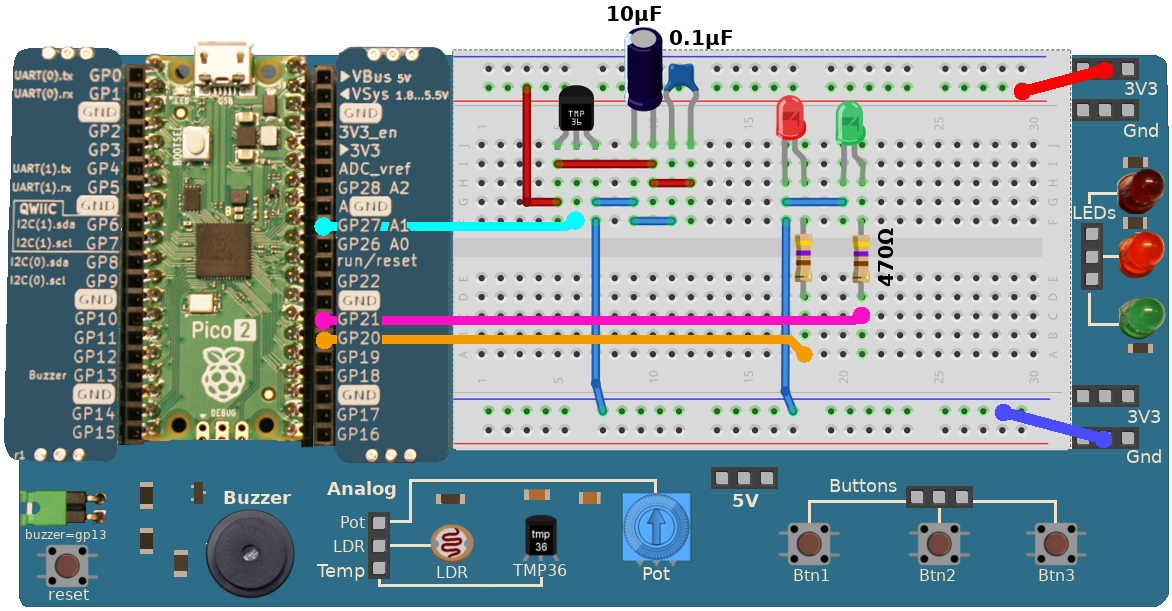 10µF
0.1µF
UART(0).tx GP0
UART(0).rx GP1
GND
GP2
GP3
UART(1).tx GP4
UART(1).rx GP5
QWIIC GND
I2C(1).sda GP6
I2C(1).scl GP7
I2C(0).sda GP8
I2C(0).scl GP9
GND
GP10
GP11
GP12
Buzzer GP13
GND
GP14
GP15
r1
LED
USB
BOOTSEL
Pico 2
DEBUG
VBus 5V
VSys 1.8...5.5V
GND
3V3_en
3V3
ADC_vref
GP28 A2
A GND
GP27 A1
GP26 A0
run/reset
GP22
GND
GP21
GP20
GP19
GP18
GND
GP17
GP16
TMP
36
1 5 15 25 30
J J
H H
G G
F F
470Ω
E E
D D
C C
B B
A A
1 5 10 15 20 25 30
3V3
Gnd
LEDs
3V3
Gnd
buzzer=gp13
reset
Buzzer
Analog
Pot
LDR
Temp
LDR
tmp
36
TMP36
Pot
5V
Buttons
Btn1
Btn2
Btn3